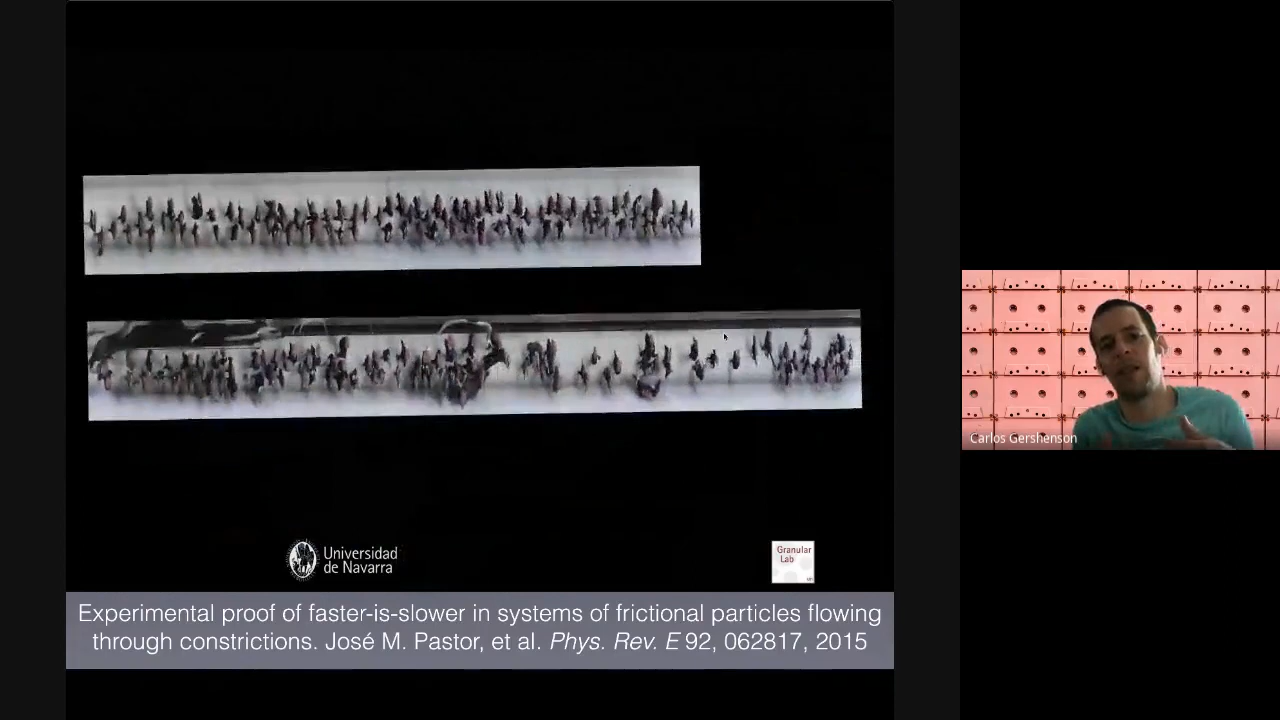 Carlos Gershenson
Universidad
de Navarra
Granular
Lab
Experimental proof of faster-is-slower in systems of frictional particles flowing
through constrictions. José M. Pastor, et al. Phys. Rev. E 92, 062817, 2015